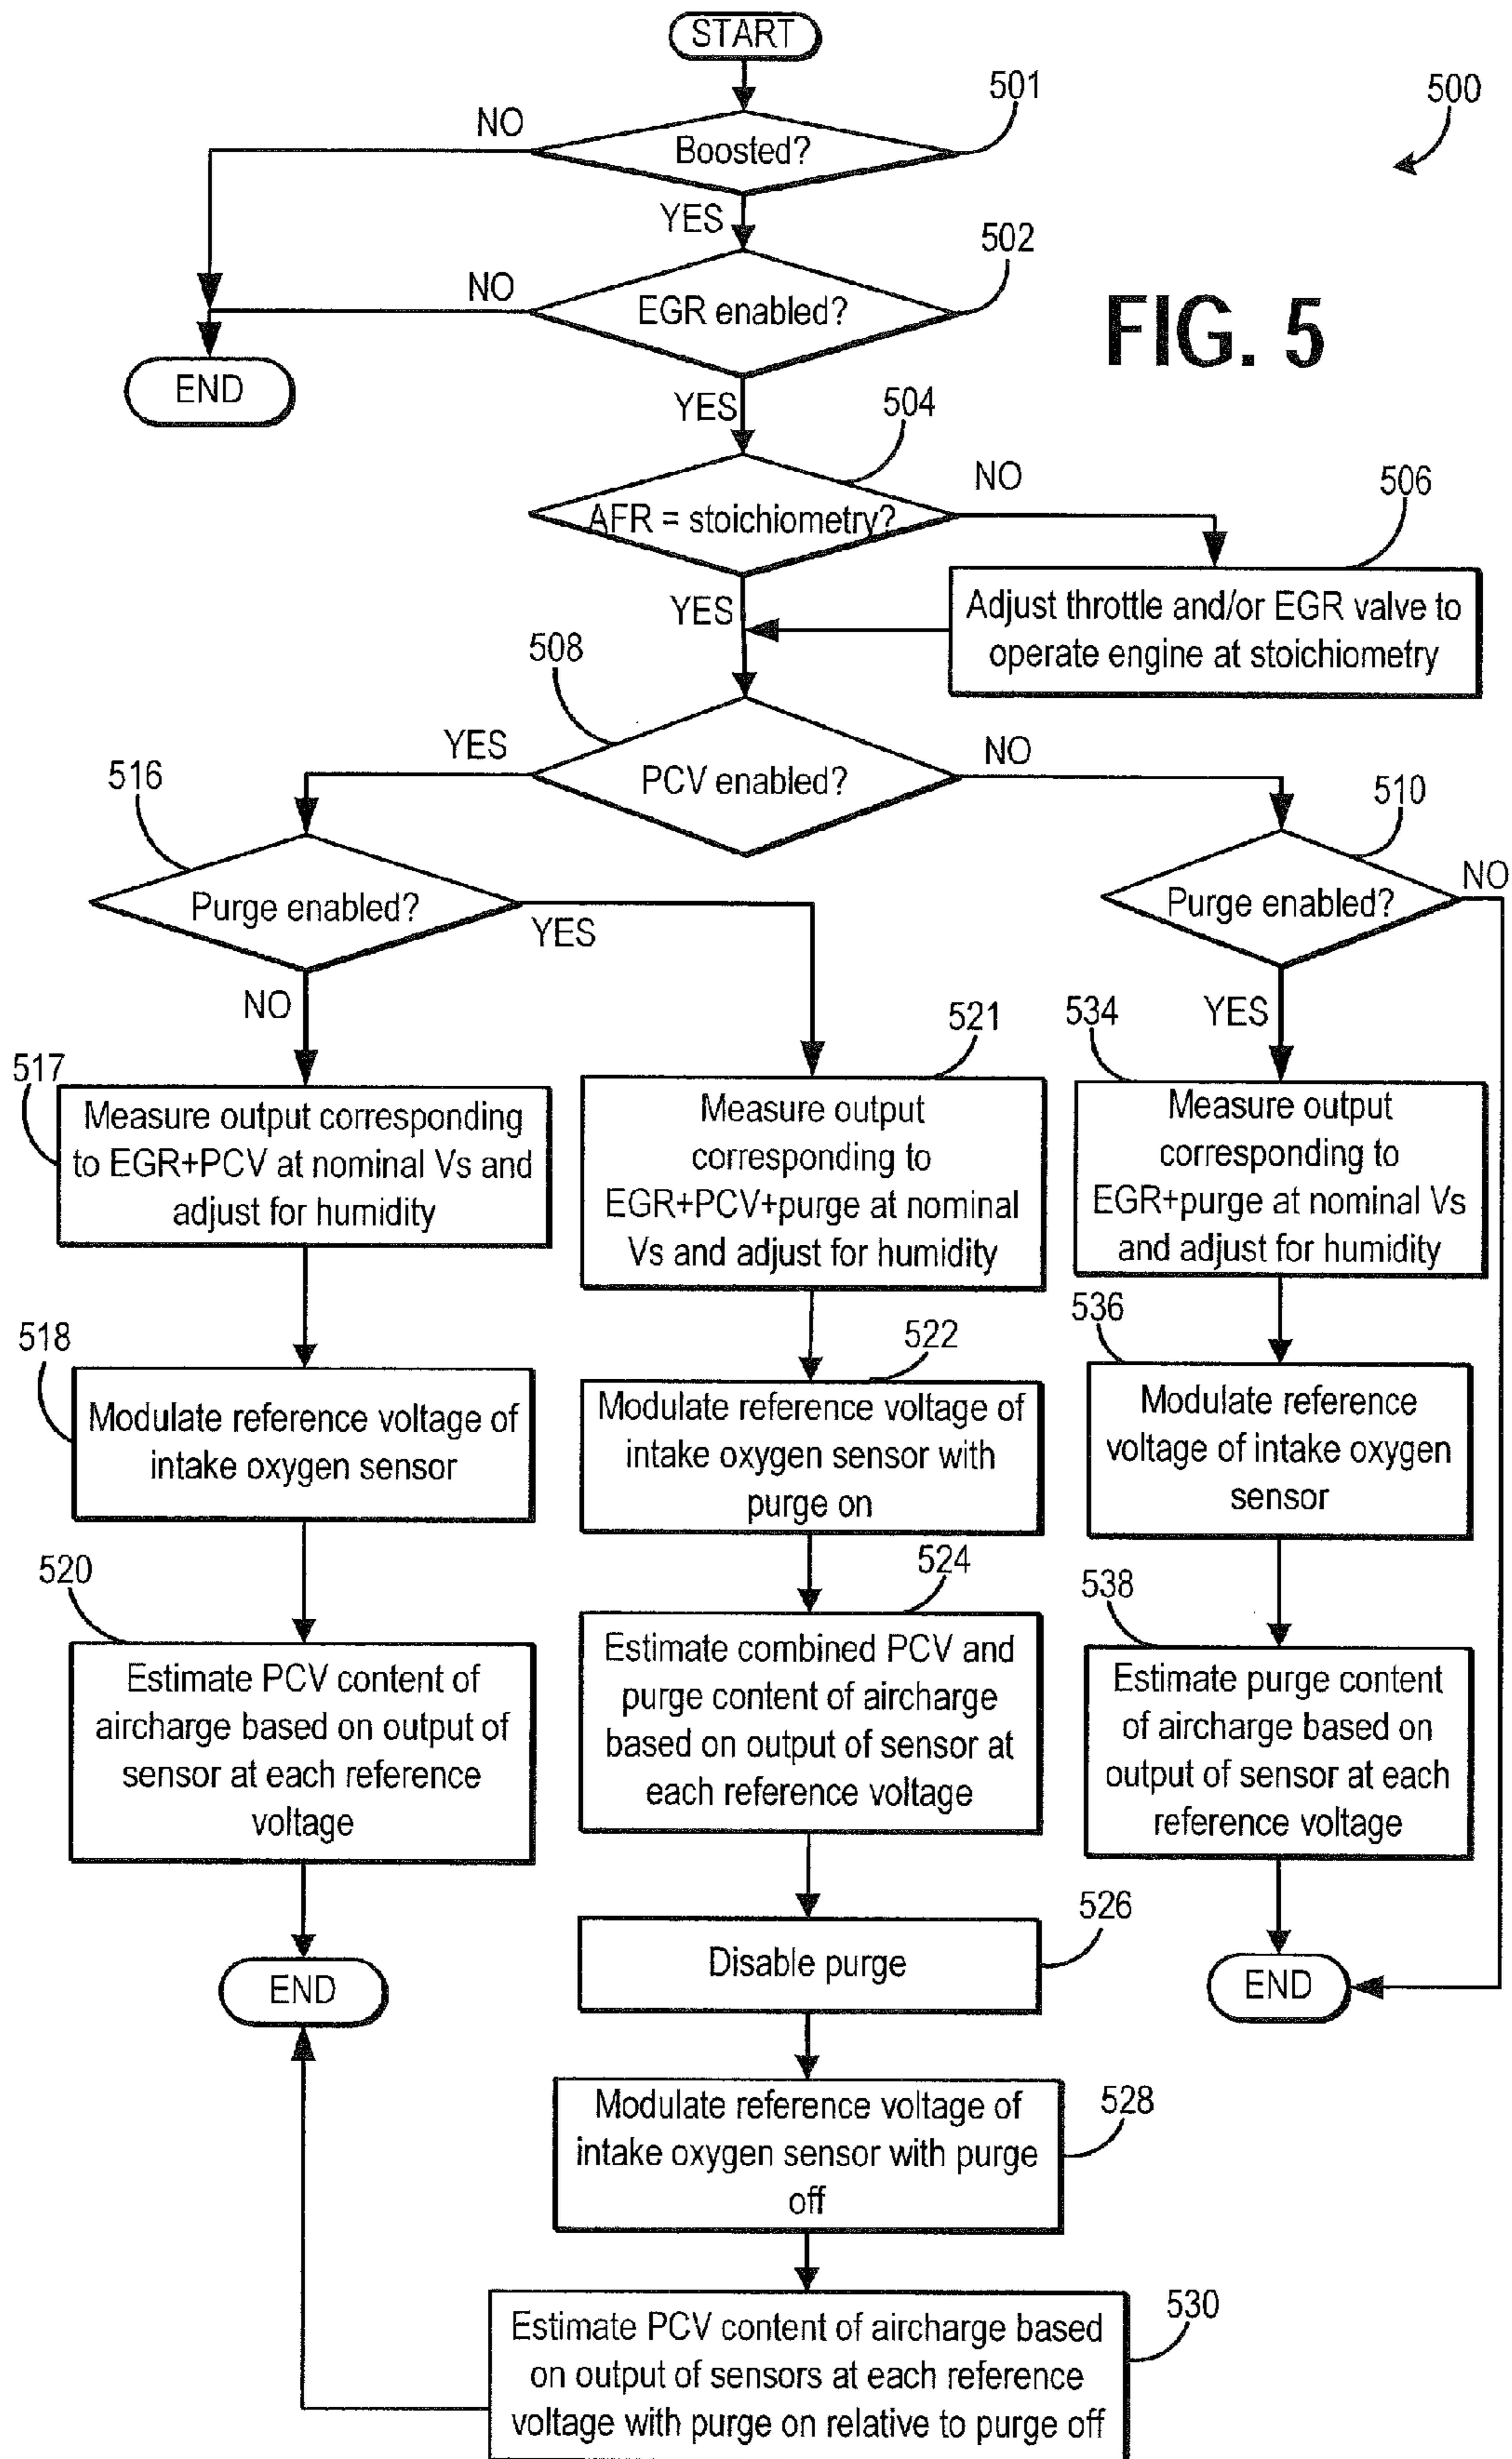 START
501
500
NO
Boosted?
YES
502
NO
EGR enabled?
FIG. 5
END
YES
504
NO
506
AFR = stoichiometry?
Adjust throttle and/or EGR valve to
operate engine at stoichiometry
YES
508
YES
PCV enabled?
NO
516
510
Purge enabled?
YES
Purge enabled?
NO
NO
YES
517
Measure output corresponding
to EGR+PCV at nominal Vs and
adjust for humidity
521
Measure output
corresponding to
EGR+PCV+purge at nominal
Vs and adjust for humidity
534
Measure output
corresponding to
EGR+purge at nominal Vs
and adjust for humidity
518
Modulate reference voltage of
intake oxygen sensor
522
Modulate reference voltage of
intake oxygen sensor with
purge on
536
Modulate reference
voltage of intake oxygen
sensor
520
Estimate PCV content of
aircharge based on output of
sensor at each reference
voltage
524
Estimate combined PCV and
purge content of aircharge
based on output of sensor at
each reference voltage
538
Estimate purge content
of aircharge based on
output of sensor at each
reference voltage
526
Disable purge
END
END
528
Modulate reference voltage of
intake oxygen sensor with purge
off
530
Estimate PCV content of aircharge based
on output of sensors at each reference
voltage with purge on relative to purge off